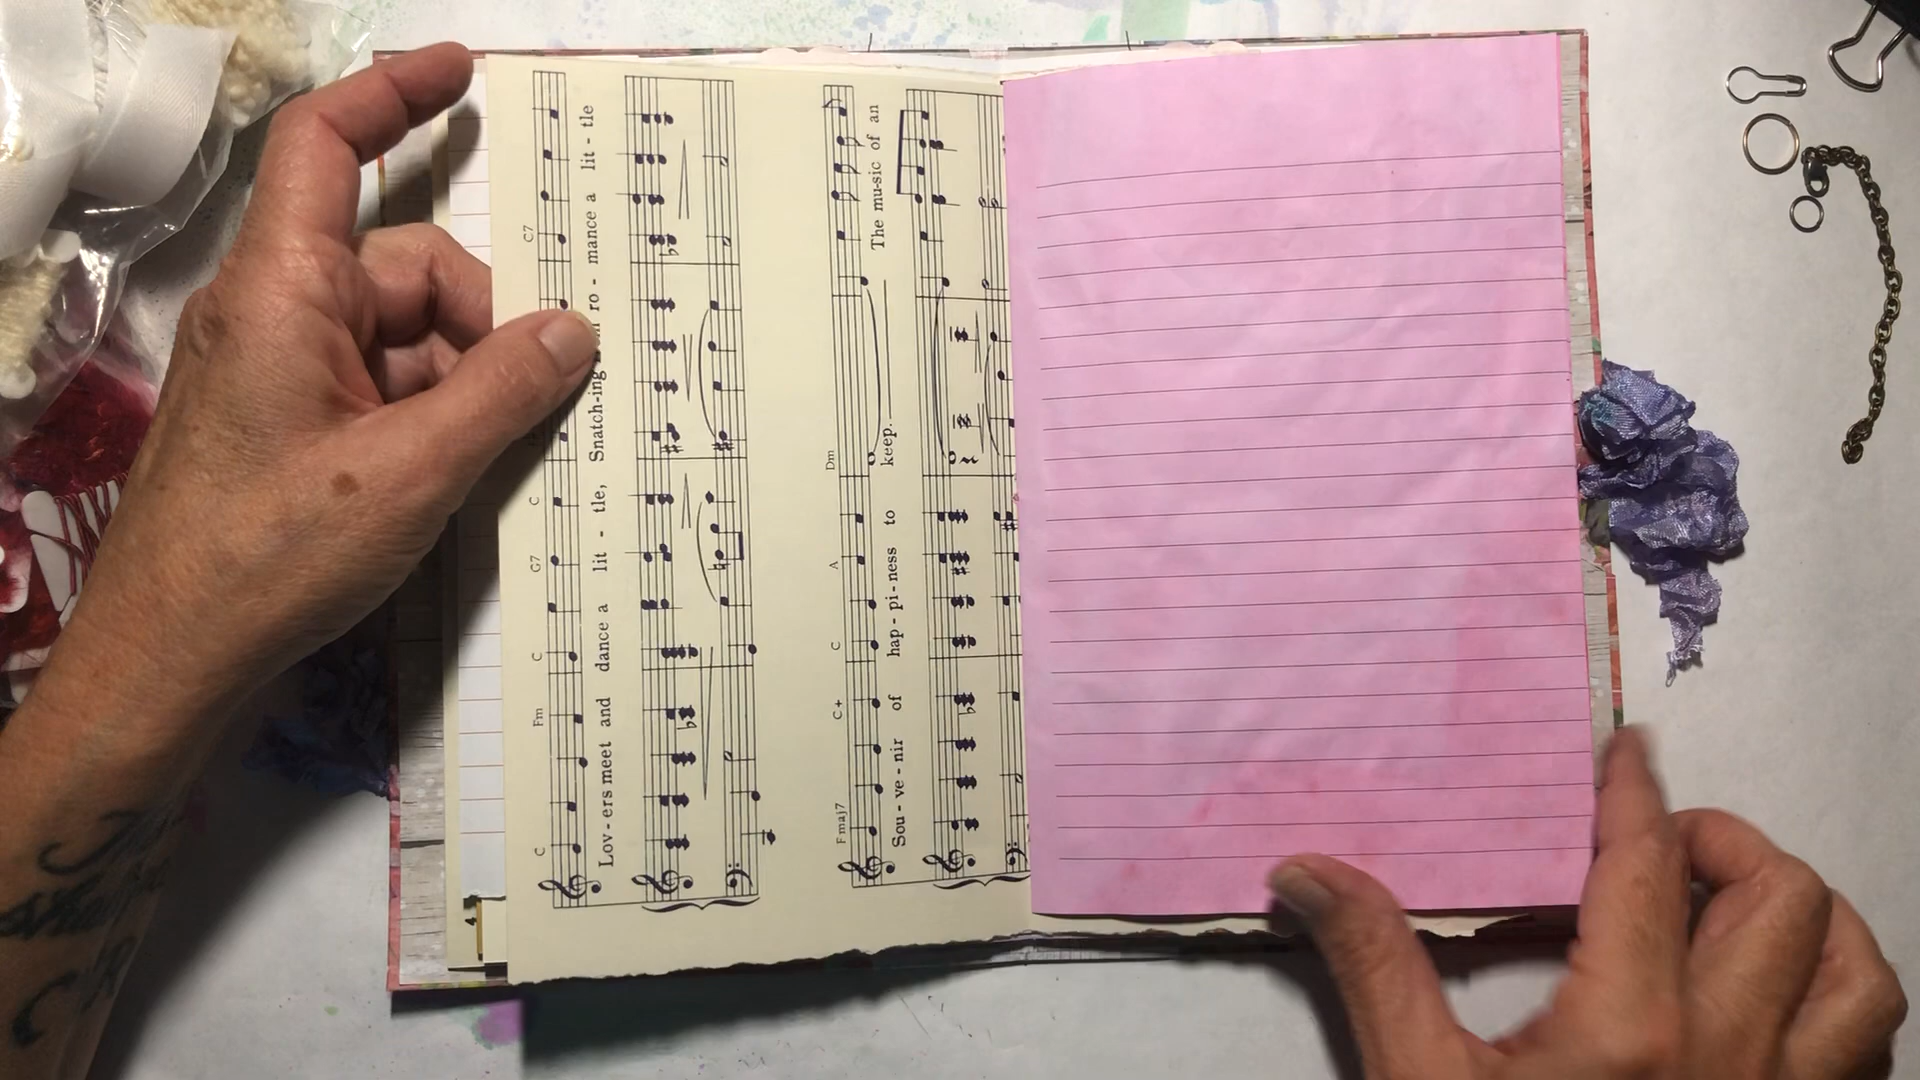 C Fm C G7 C C7
Lov - ers meet and dance a lit - tle, Snatch-ing ro - mance a lit - tle
F maj7 C+ C A Dm
Sou - ve - nir of hap - pi - ness to keep. The mu-sic of an